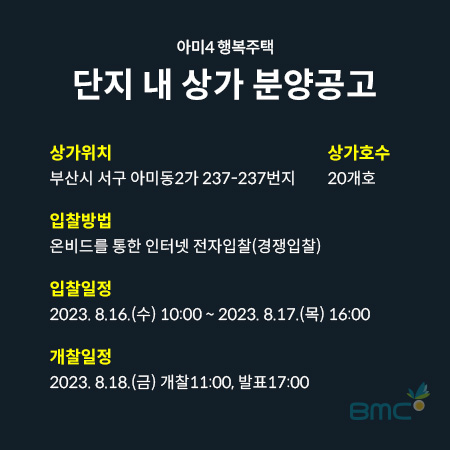 아미4 행복주택
단지 내 상가 분양공고
상가위치
부산시 서구 아미동2가 237-237번지
상가호수
20개호
입찰방법
온비드를 통한 인터넷 전자입찰(경쟁입찰)
입찰일정
2023. 8.16.(수) 10:00 ~ 2023. 8.17.(목) 16:00
개찰일정
2023. 8.18.(금) 개찰11:00, 발표17:00
BMC